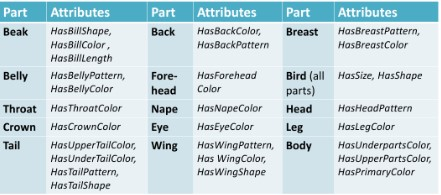 Part Attributes Part Attributes Part Attributes
Beak HasBillShape, HasBillColor , HasBillLength Back HasBackColor, HasBackPattern Breast HasBreastPattern, HasBreastColor
Belly HasBellyPattern, HasBellyColor Fore-head HasForehead Color Bird (all parts) HasSize, HasShape
Throat HasThroatColor Nape HasNapeColor Head HasHeadPattern
Crown HasCrownColor Eye HasEyeColor Leg HasLegColor
Tail HasUpperTailColor, HasUnderTailColor, HasTailPattern, HasTailShape Wing HasWingPattern, Has WingColor, HasWingShape Body HasUnderpartsColor, HasUpperPartsColor, HasPrimaryColor